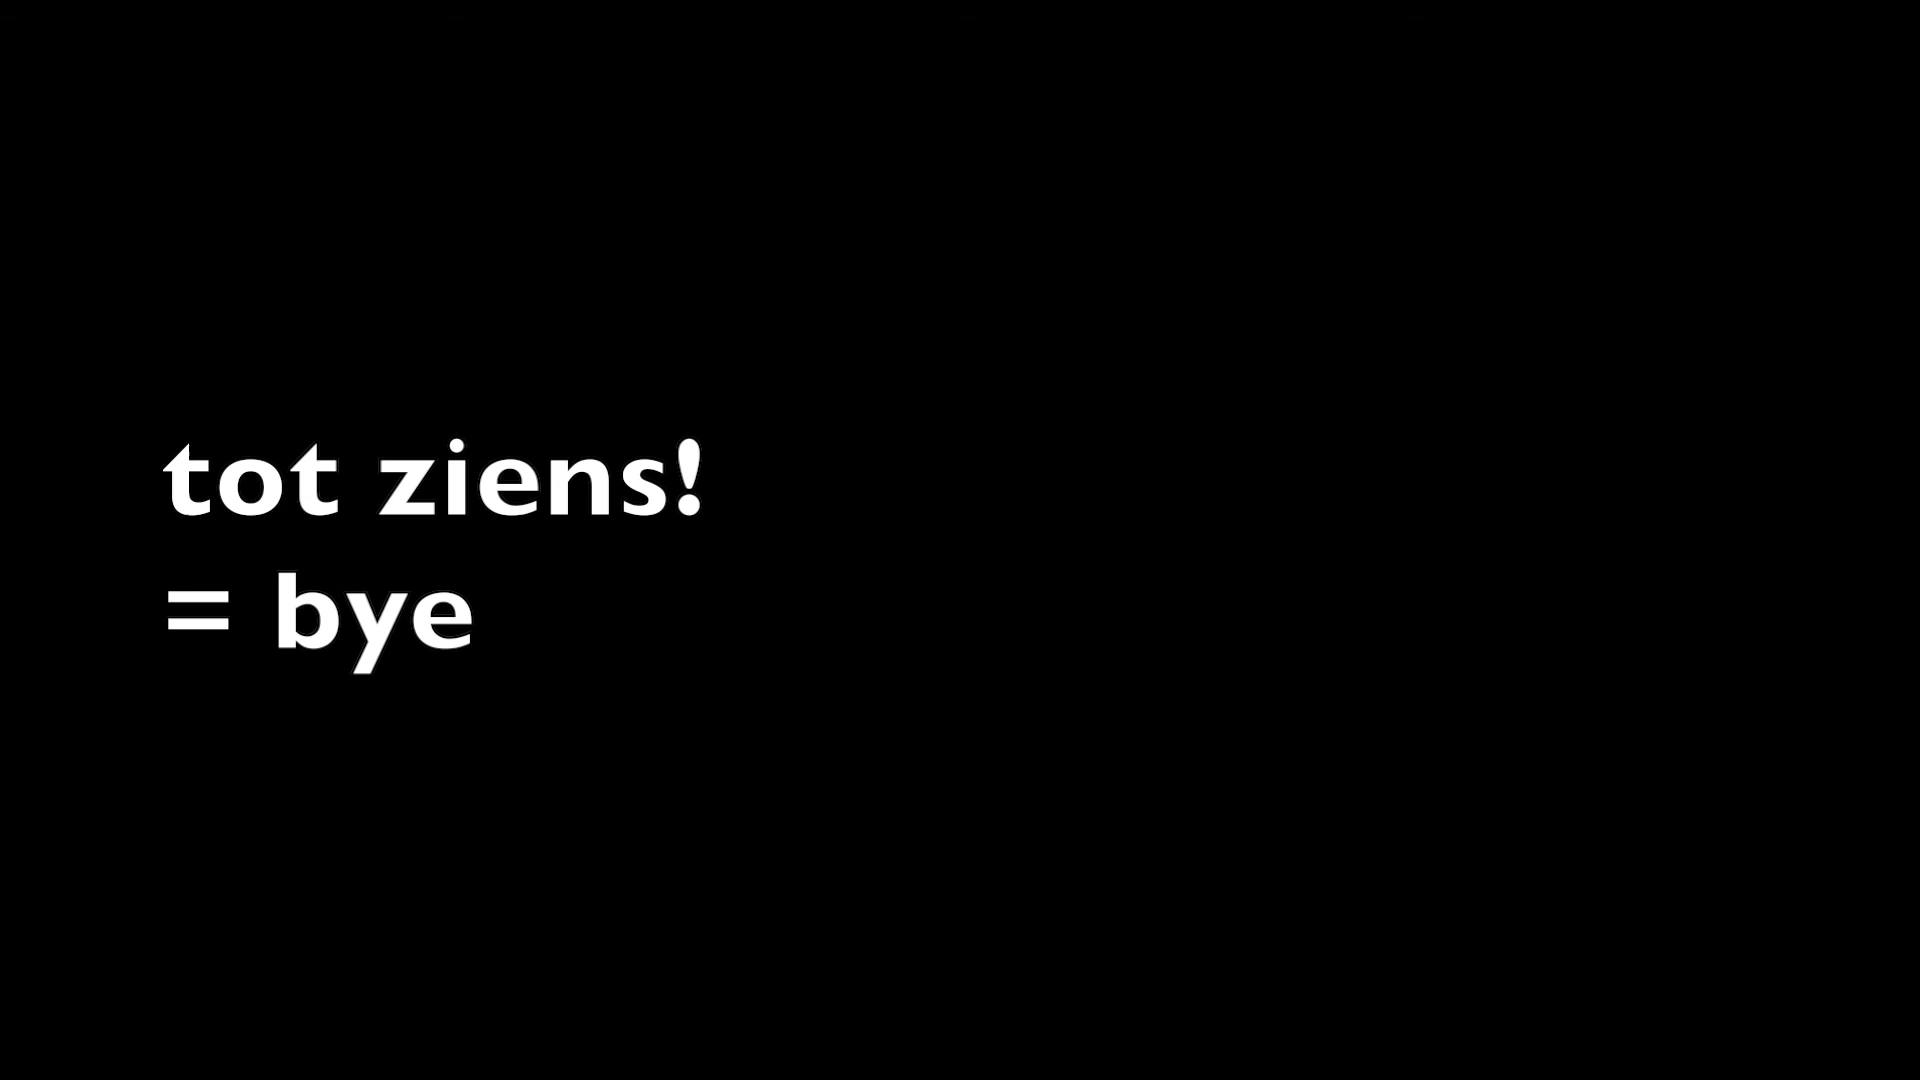 tot ziens!
= bye